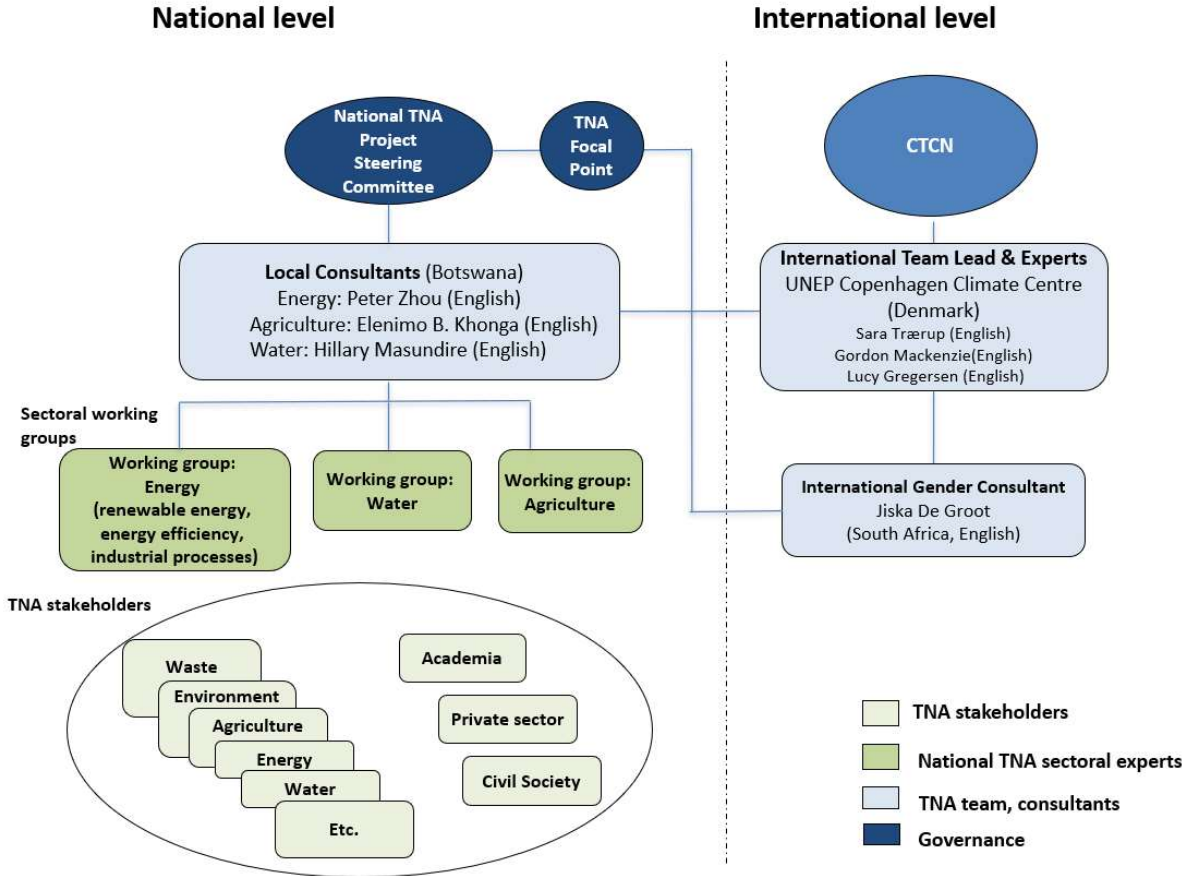 National level
International level
National TNA
Project
Steering
Committee
TNA
Focal
Point
CTCN
Local Consultants (Botswana)
Energy: Peter Zhou (English)
Agriculture: Elenimo B. Khonga (English)
Water: Hillary Masundire (English)
International Team Lead & Experts
UNEP Copenhagen Climate Centre
(Denmark)
Sara Trærup (English)
Gordon Mackenzie(English)
Lucy Gregersen (English)
Sectoral working
groups
Working group:
Energy
(renewable energy,
energy efficiency,
industrial processes)
Working group:
Water
Working group:
Agriculture
International Gender Consultant
Jiska De Groot
(South Africa, English)
TNA stakeholders
Waste
Environment
Agriculture
Energy
Water
Etc.
Academia
Private sector
Civil Society
TNA stakeholders
National TNA sectoral experts
TNA team, consultants
Governance